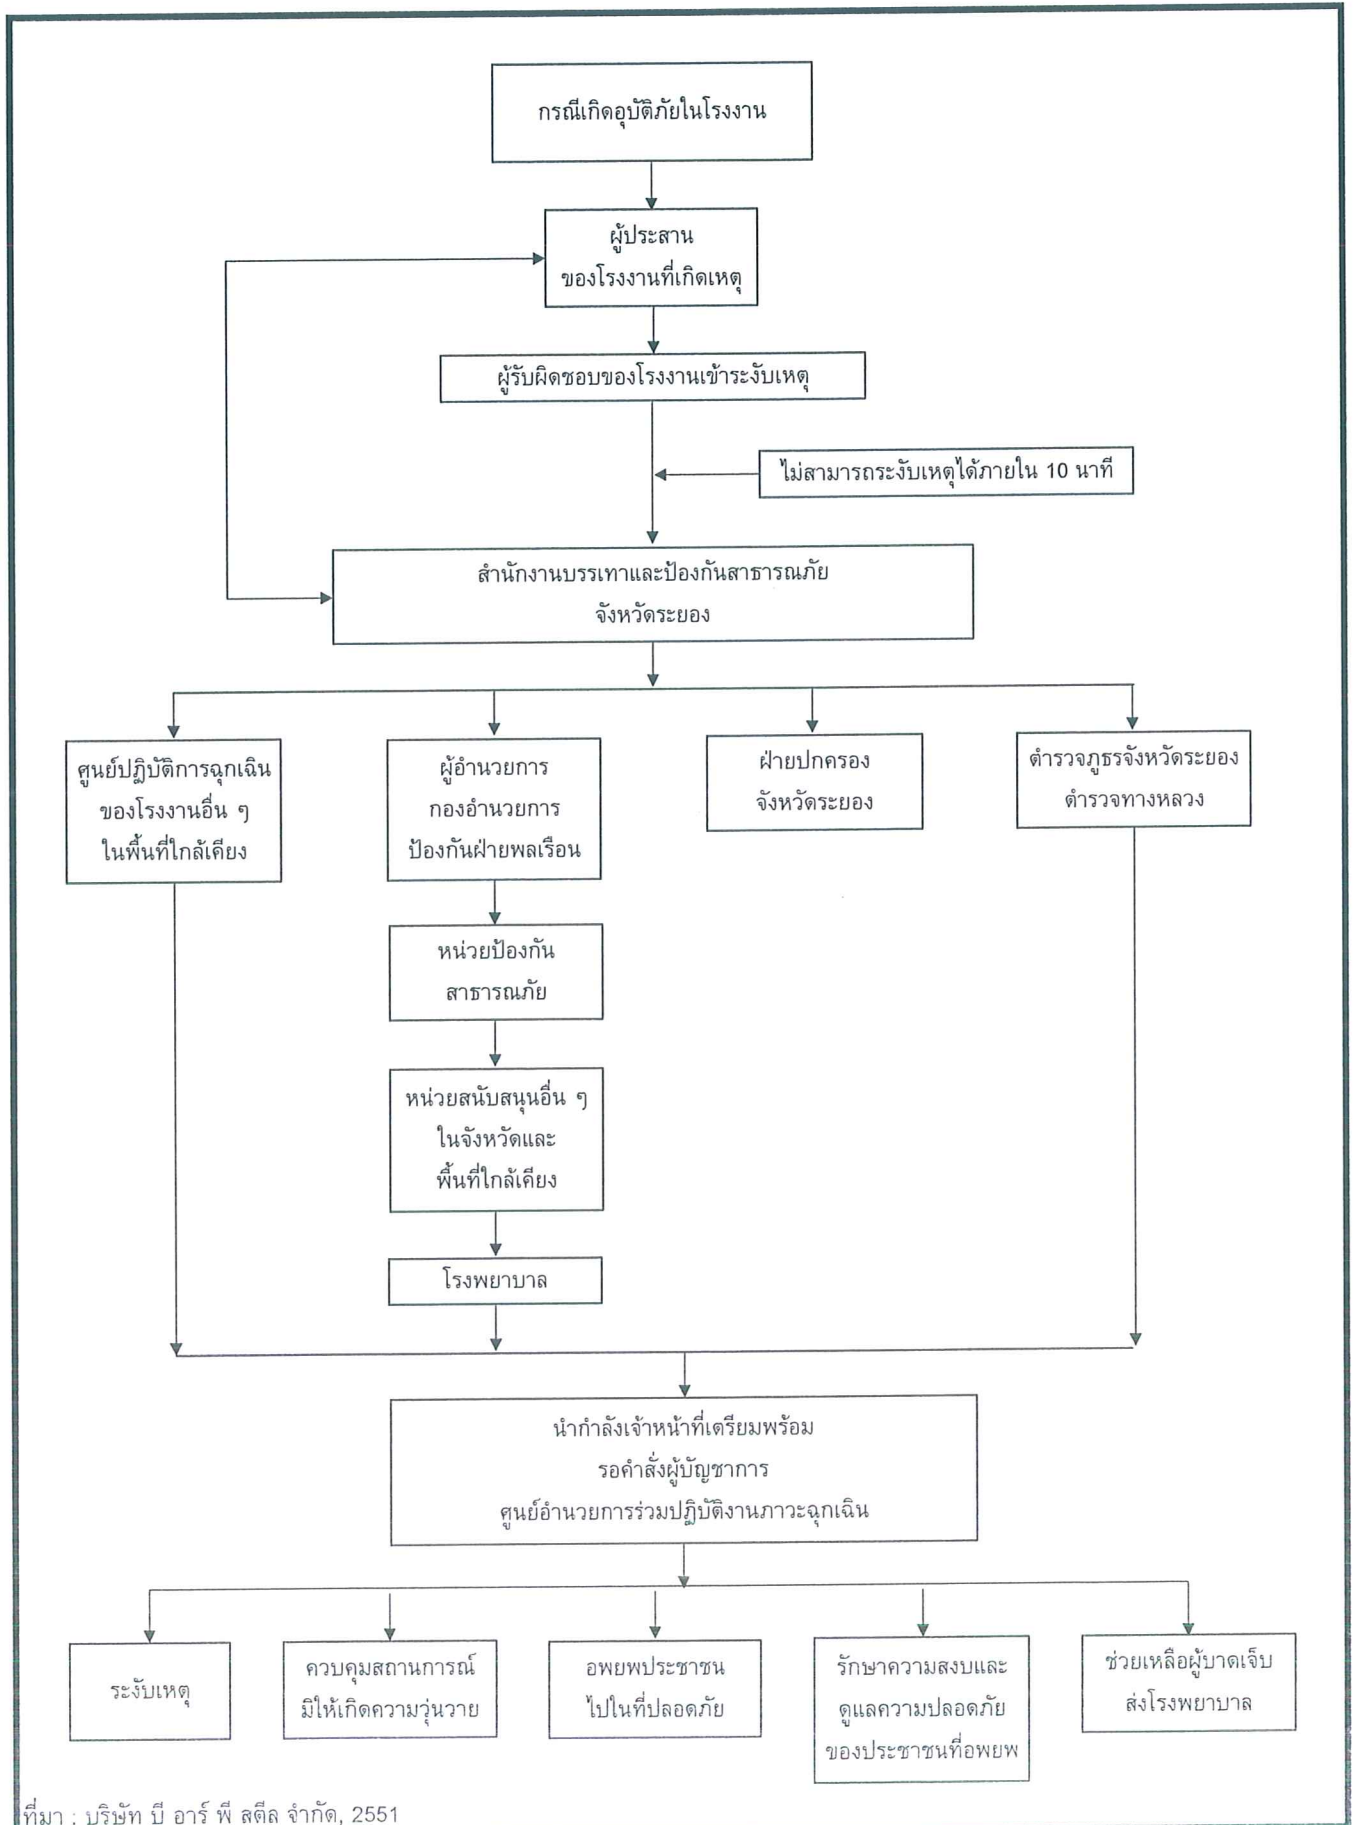 กรณีเกิดอุบัติภัยในโรงงาน
ผู้ประสาน
ของโรงงานที่เกิดเหตุ
ผู้รับผิดชอบของโรงงานเข้าระงับเหตุ
ไม่สามารถระงับเหตุได้ภายใน 10 นาที
สำนักงานบรรเทาและป้องกันสาธารณภัย
จังหวัดระยอง
ศูนย์ปฏิบัติการฉุกเฉิน
ของโรงงานอื่น ๆ
ในพื้นที่ใกล้เคียง
ผู้อำนวยการ
กองอำนวยการ
ป้องกันฝ่ายพลเรือน
ฝ่ายปกครอง
จังหวัดระยอง
ตำรวจภูธรจังหวัดระยอง
ตำรวจทางหลวง
หน่วยป้องกัน
สาธารณภัย
หน่วยสนับสนุนอื่น ๆ
ในจังหวัดและ
พื้นที่ใกล้เคียง
โรงพยาบาล
นำกำลังเจ้าหน้าที่เตรียมพร้อม
รอคำสั่งผู้บัญชาการ
ศูนย์อำนวยการร่วมปฏิบัติงานภาวะฉุกเฉิน
ระงับเหตุ
ควบคุมสถานการณ์
มิให้เกิดความวุ่นวาย
อพยพประชาชน
ไปในที่ปลอดภัย
รักษาความสงบและ
ดูแลความปลอดภัย
ของประชาชนที่อพยพ
ช่วยเหลือผู้บาดเจ็บ
ส่งโรงพยาบาล
ที่มา : บริษัท บี อาร์ พี สตีล จำกัด, 2551